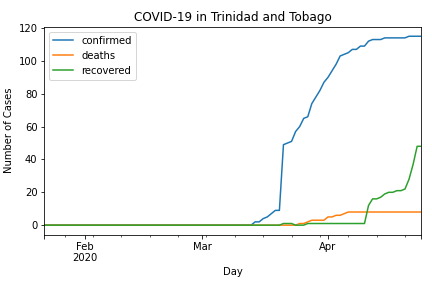 COVID-19 in Trinidad and Tobago
120
100
80
60
40
20
0
Number of Cases
confirmed
deaths
recovered
Feb
2020
Mar
Apr
Day